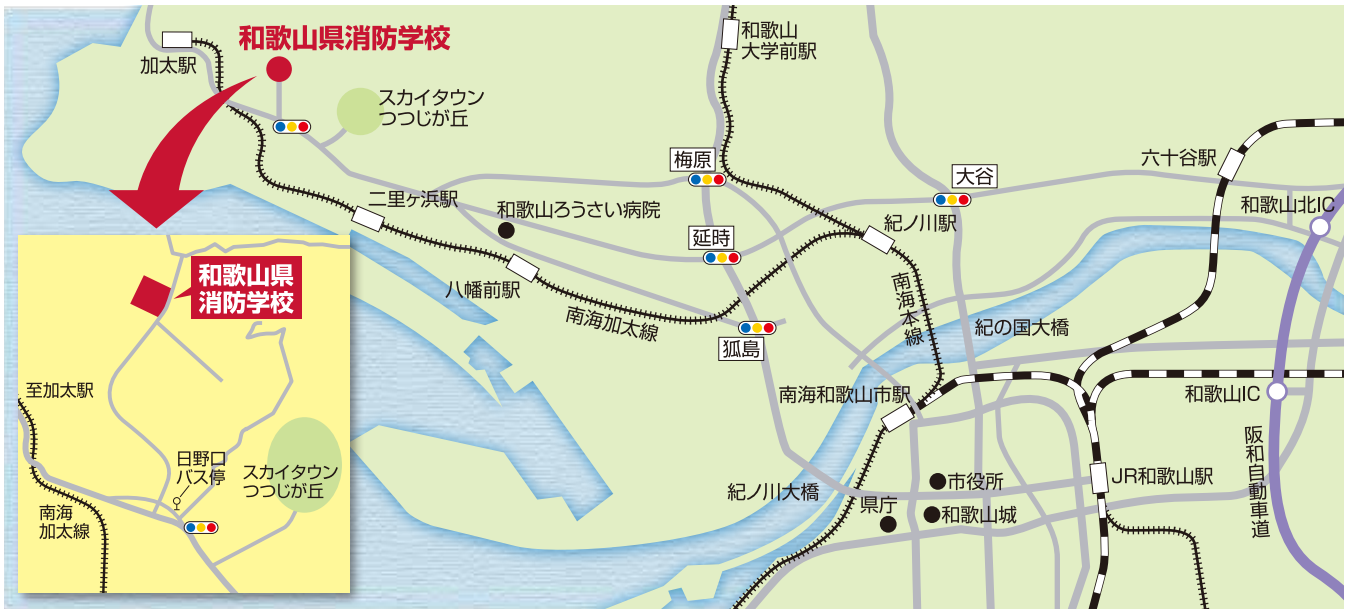 和歌山県消防学校
加太駅
スカイタウン
つつじが丘
和歌山
大学前駅
梅原
大谷
六十谷駅
和歌山北IC
二里ヶ浜駅
和歌山ろうさい病院
延時
紀ノ川駅
八幡前駅
南海加太線
狐島
南海本線
紀の国大橋
南海和歌山市駅
和歌山IC
阪和自動車道
紀ノ川大橋
市役所
県庁
和歌山城
JR和歌山駅
和歌山県
消防学校
至加太駅
日野口
バス停
スカイタウン
つつじが丘
南海
加太線